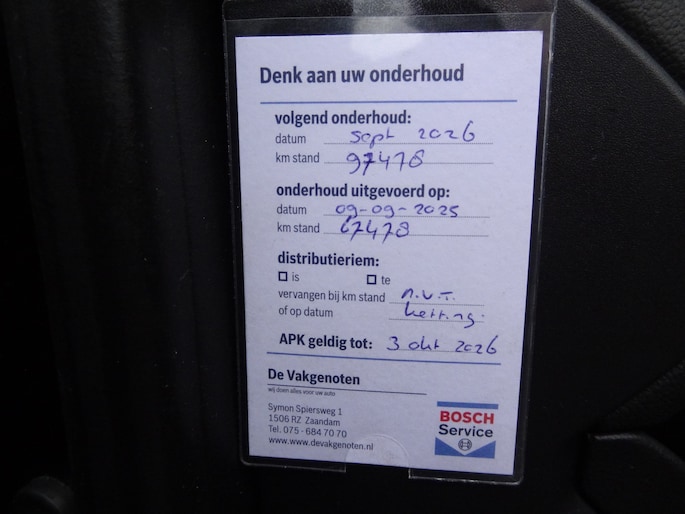 Denk aan uw onderhoud
volgend onderhoud:
datum sept 2026
km stand 97478
onderhoud uitgevoerd op:
datum 09-09-2025
km stand 67478
distributieriem:
is te
vervangen bij km stand n.v.t.
of op datum ketting.
APK geldig tot: 3 okt 2026
De Vakgenoten
wij doen alles voor uw auto
Symon Spiersweg 1
1506 RZ Zaandam
Tel. 075 - 684 70 70
www.www.devakgenoten.nl
BOSCH
Service